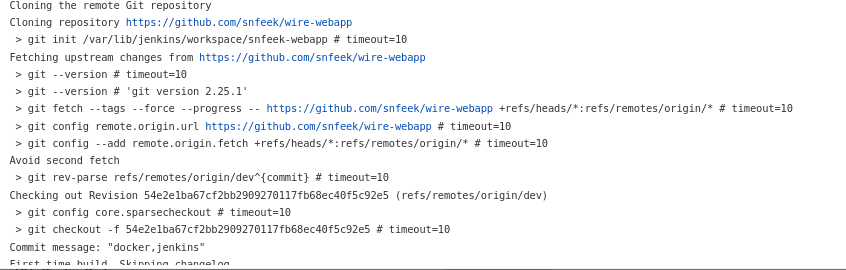 Cloning the remote Git repository
Cloning repository https://github.com/snfeek/wire-webapp
> git init /var/lib/jenkins/workspace/snfeek-webapp # timeout=10
Fetching upstream changes from https://github.com/snfeek/wire-webapp
> git --version # timeout=10
> git --version # 'git version 2.25.1'
> git fetch --tags --force --progress -- https://github.com/snfeek/wire-webapp +refs/heads/*:refs/remotes/origin/* # timeout=10
> git config remote.origin.url https://github.com/snfeek/wire-webapp # timeout=10
> git config --add remote.origin.fetch +refs/heads/*:refs/remotes/origin/* # timeout=10
Avoid second fetch
> git rev-parse refs/remotes/origin/dev^{commit} # timeout=10
Checking out Revision 54e2e1ba67cf2bb2909270117fb68ec40f5c92e5 (refs/remotes/origin/dev)
> git config core.sparsecheckout # timeout=10
> git checkout -f 54e2e1ba67cf2bb2909270117fb68ec40f5c92e5 # timeout=10
Commit message: "docker,jenkins"
First time build. Skipping changelog.